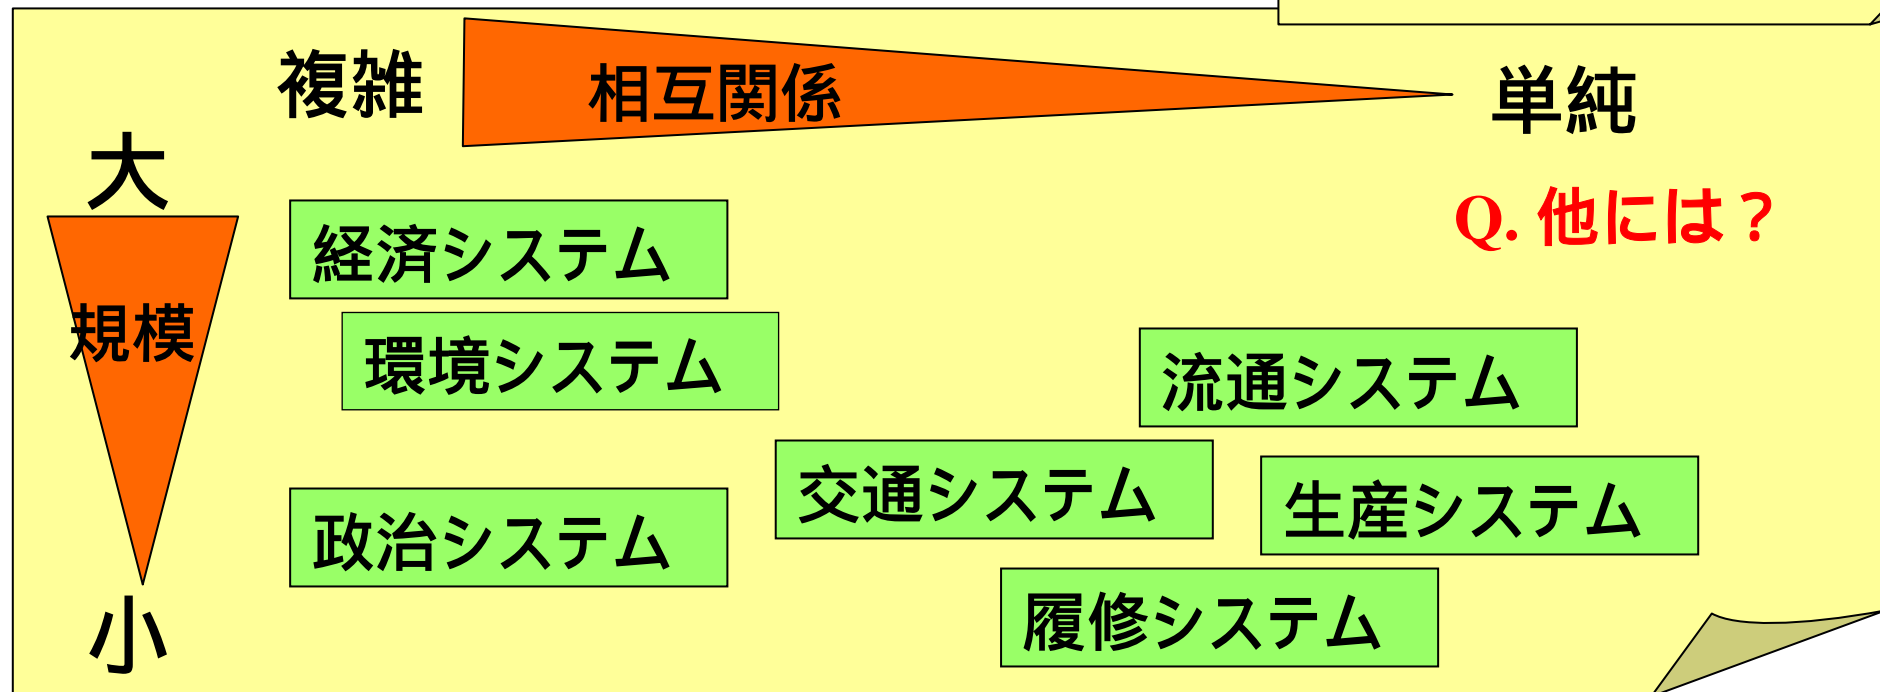 複雑
相互関係
単純
大
Q. 他には？
経済システム
規模
環境システム
流通システム
交通システム
生産システム
政治システム
履修システム
小